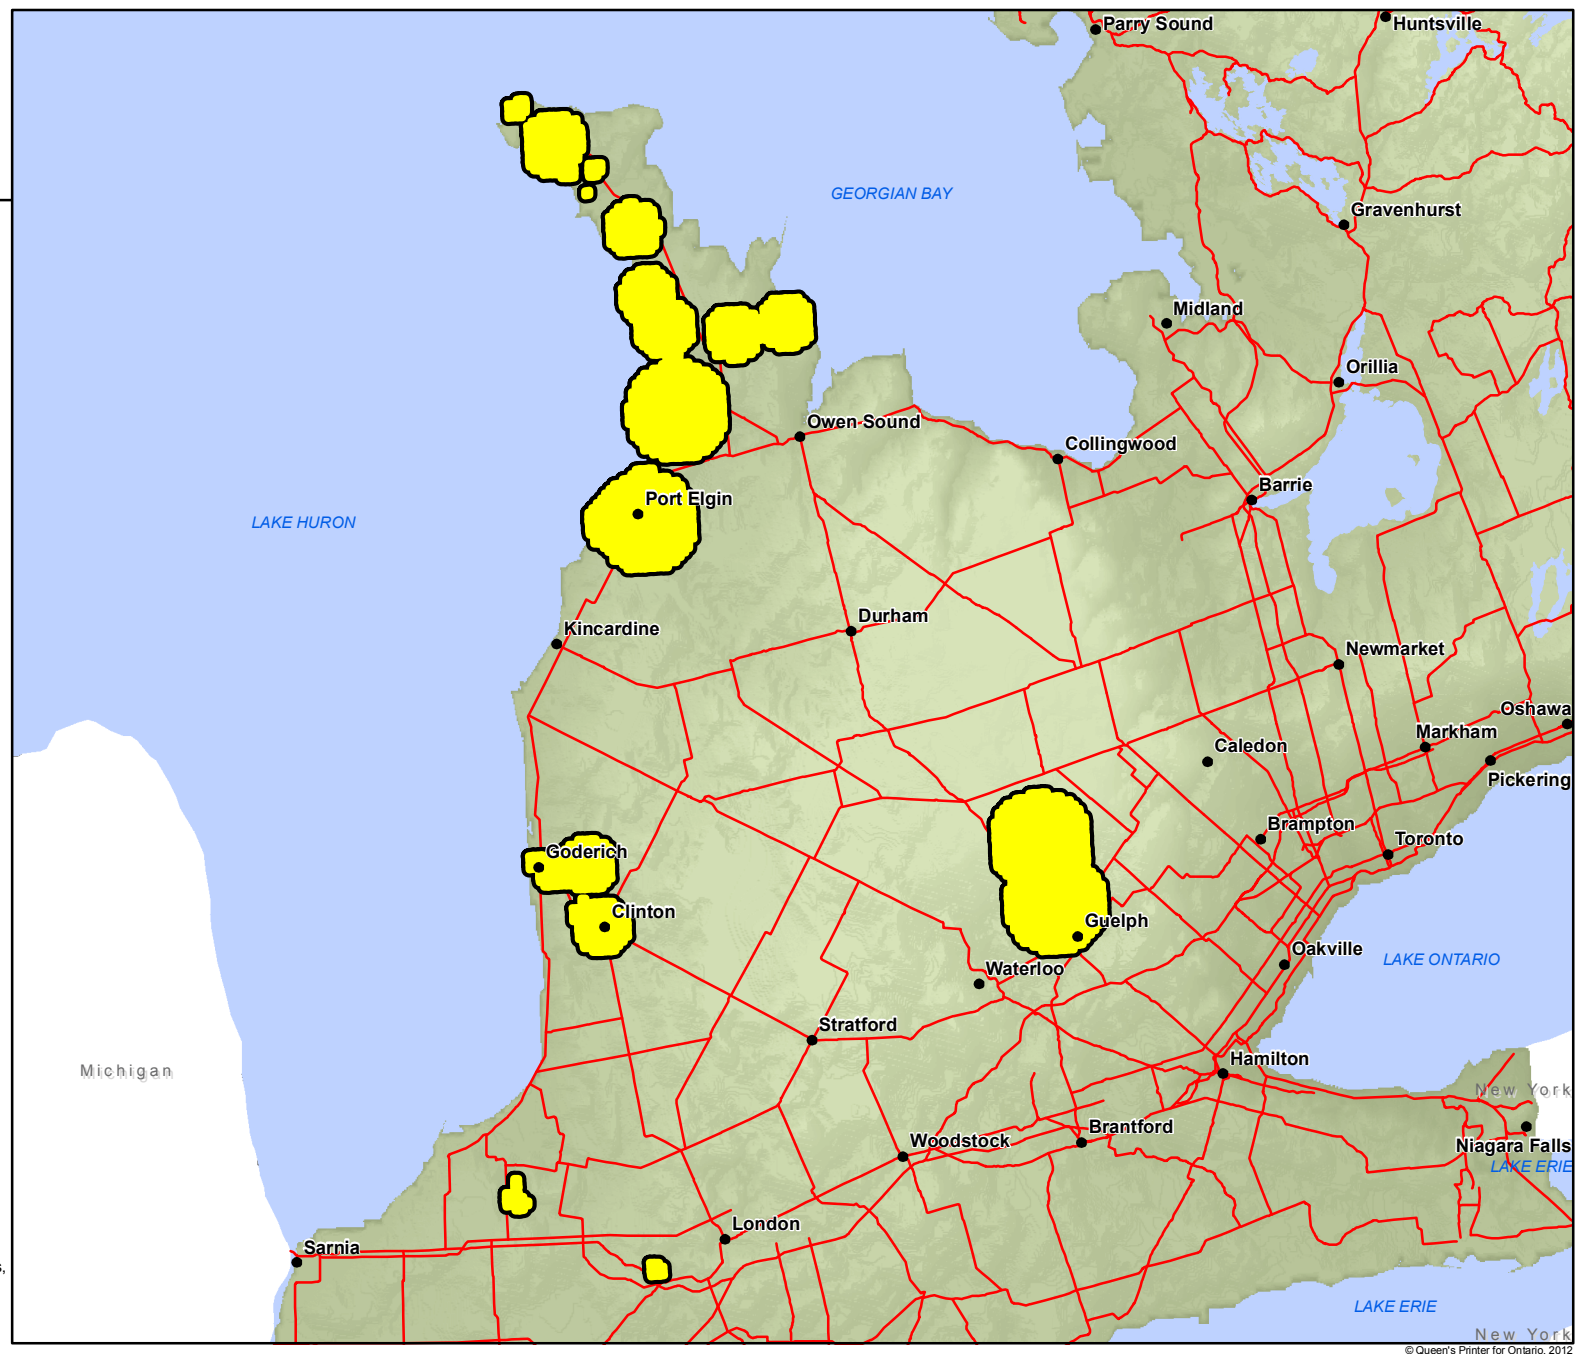 Parry Sound
Huntsville
GEORGIAN BAY
Gravenhurst
Midland
Orillia
Owen Sound
Collingwood
Barrie
Port Elgin
LAKE HURON
Durham
Kincardine
Newmarket
Oshawa
Markham
Caledon
Pickering
Brampton
Toronto
Goderich
Clinton
Guelph
Oakville
LAKE ONTARIO
Waterloo
Stratford
Hamilton
Michigan
New York
Brantford
Woodstock
Niagara Falls
LAKE ERIE
London
Sarnia
s,
LAKE ERIE
New York
© Queen's Printer for Ontario, 2012